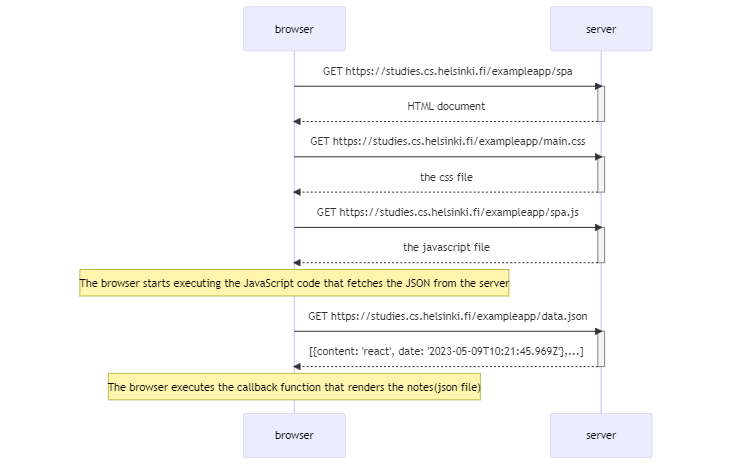 browser
server
GET https://studies.cs.helsinki.fi/exampleapp/spa
HTML document
GET https://studies.cs.helsinki.fi/exampleapp/main.css
the css file
GET https://studies.cs.helsinki.fi/exampleapp/spa.js
the javascript file
The browser starts executing the JavaScript code that fetches the JSON from the server
GET https://studies.cs.helsinki.fi/exampleapp/data.json
[{content: 'react', date: '2023-05-09T10:21:45.969Z'},...]
The browser executes the callback function that renders the notes(json file)
browser
server